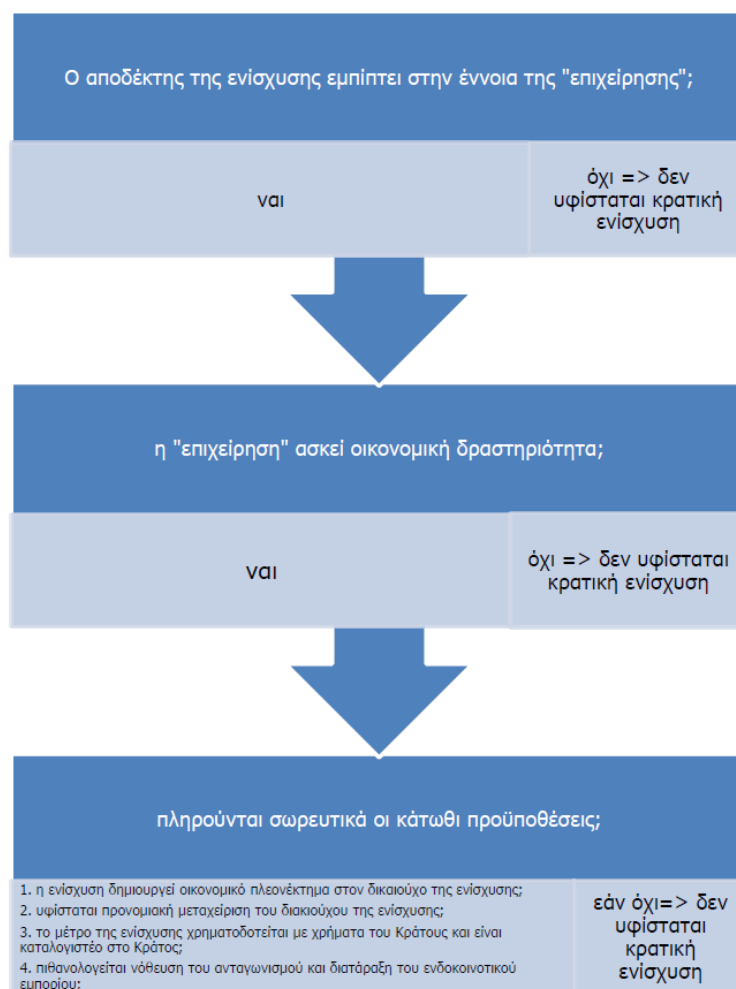 Ο αποδέκτης της ενίσχυσης εμπίπτει στην έννοια της "επιχείρησης";
ναι
όχι => δεν
υφίσταται κρατική
ενίσχυση
η "επιχείρηση" ασκεί οικονομική δραστηριότητα;
ναι
όχι => δεν υφίσταται
κρατική ενίσχυση
πληρούνται σωρευτικά οι κάτωθι προϋποθέσεις;
1. η ενίσχυση δημιουργεί οικονομικό πλεονέκτημα στον δικαιούχο της ενίσχυσης;
2. υφίσταται προνομιακή μεταχείριση του διακιούχου της ενίσχυσης;
3. το μέτρο της ενίσχυσης χρηματοδοτείται με χρήματα του Κράτους και είναι
καταλογιστέο στο Κράτος;
4. πιθανολογείται νόθευση του ανταγωνισμού και διατάραξη του ενδοκοινοτικού
εμπορίου;
εάν όχι=> δεν
υφίσταται
κρατική
ενίσχυση